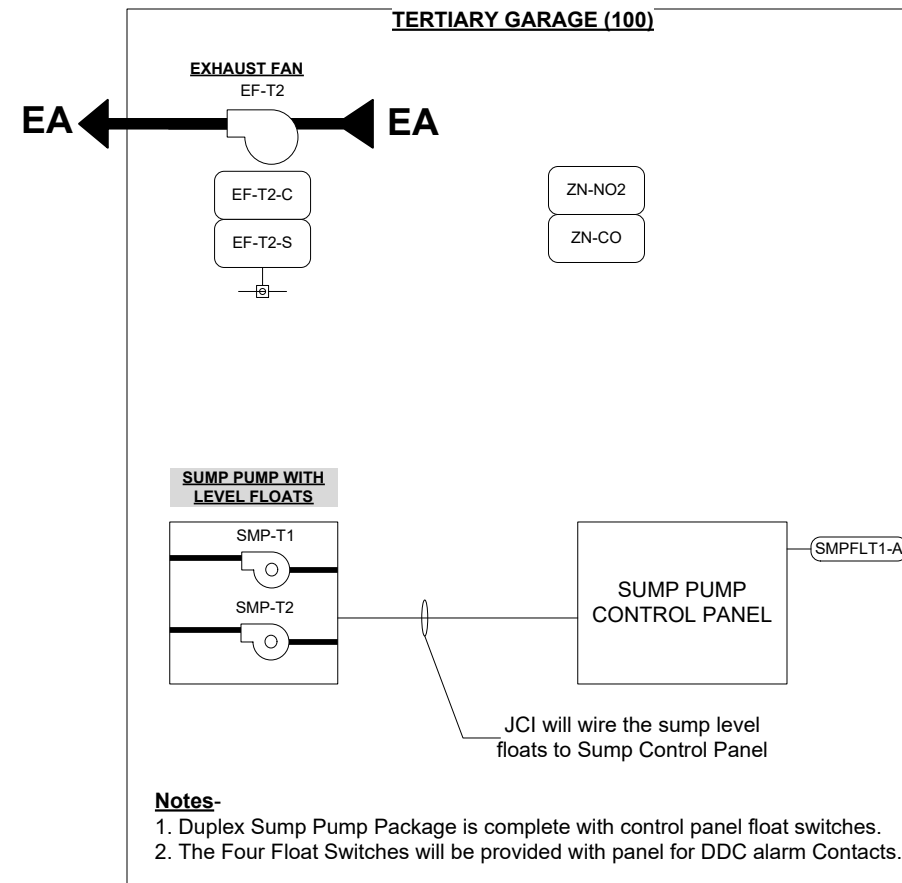 TERTIARY GARAGE (100)
EXHAUST FAN
EF-T2
EA
EA
EF-T2-C
EF-T2-S
ZN-NO2
ZN-CO
SUMP PUMP WITH
LEVEL FLOATS
SMP-T1
SMP-T2
SUMP PUMP
CONTROL PANEL
SMPFLT1-A
JCI will wire the sump level
floats to Sump Control Panel
Notes-
1. Duplex Sump Pump Package is complete with control panel float switches.
2. The Four Float Switches will be provided with panel for DDC alarm Contacts.